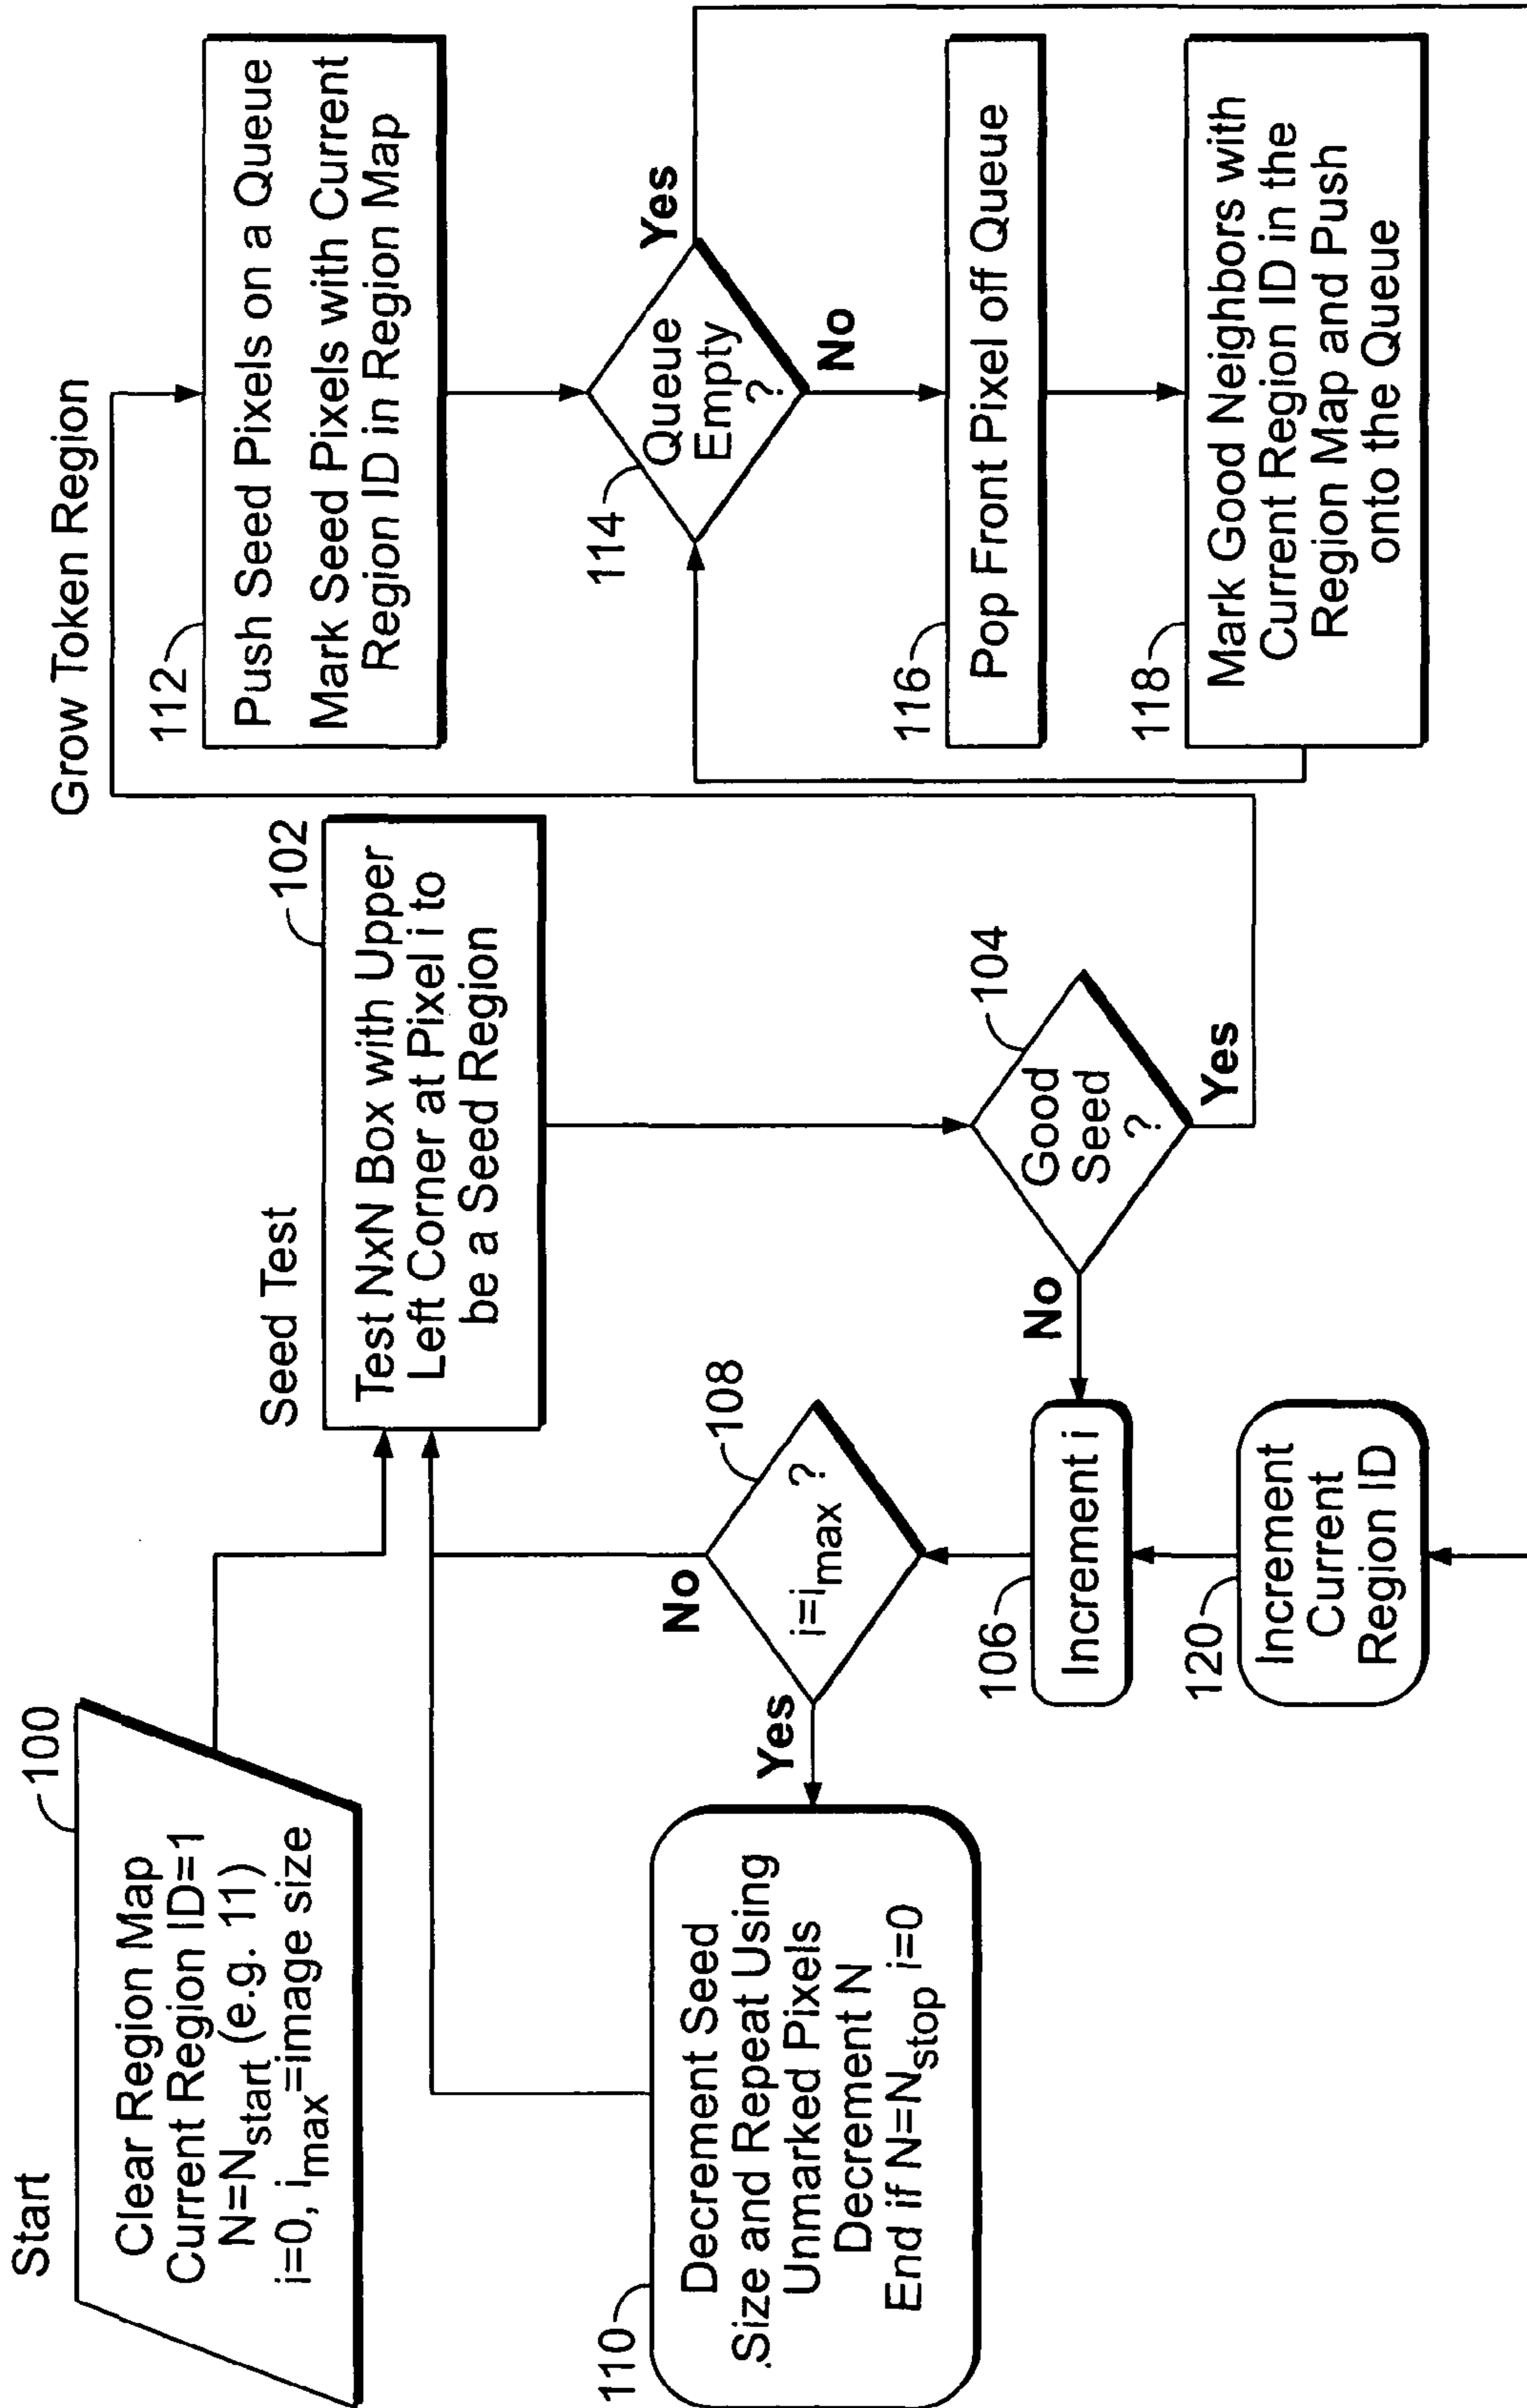 Start
100
Clear Region Map
Current Region ID=1
N=Nstart (e.g. 11)
i=0, imax=image size
Seed Test
102
Test NxN Box with Upper
Left Corner at Pixel i to
be a Seed Region
104
Good
Seed
?
No
Yes
106
Increment i
108
i=imax ?
No
Yes
110
Decrement Seed
Size and Repeat Using
Unmarked Pixels
Decrement N
End if N=Nstop i=0
120
Increment
Current
Region ID
Grow Token Region
112
Push Seed Pixels on a Queue
Mark Seed Pixels with Current
Region ID in Region Map
114
Queue
Empty
?
Yes
No
116
Pop Front Pixel off Queue
118
Mark Good Neighbors with
Current Region ID in the
Region Map and Push
onto the Queue